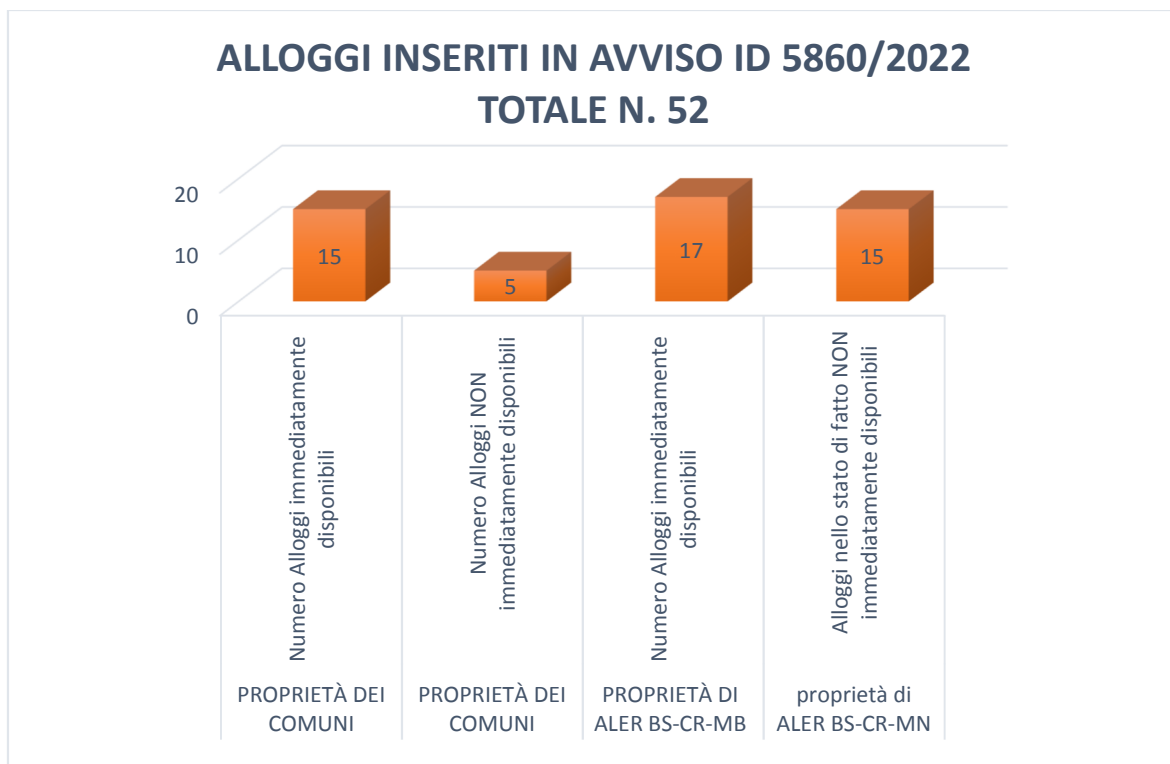 ALLOGGI INSERITI IN AVVISO ID 5860/2022
TOTALE N. 52
20
10
0
15
5
17
15
Numero Alloggi immediatamente
disponibili
Numero Alloggi NON
immediatamente disponibili
Numero Alloggi immediatamente
disponibili
Alloggi nello stato di fatto NON
immediatamente disponibili
PROPRIETÀ DEI
COMUNI
PROPRIETÀ DEI
COMUNI
PROPRIETÀ DI
ALER BS-CR-MB
proprietà di
ALER BS-CR-MN